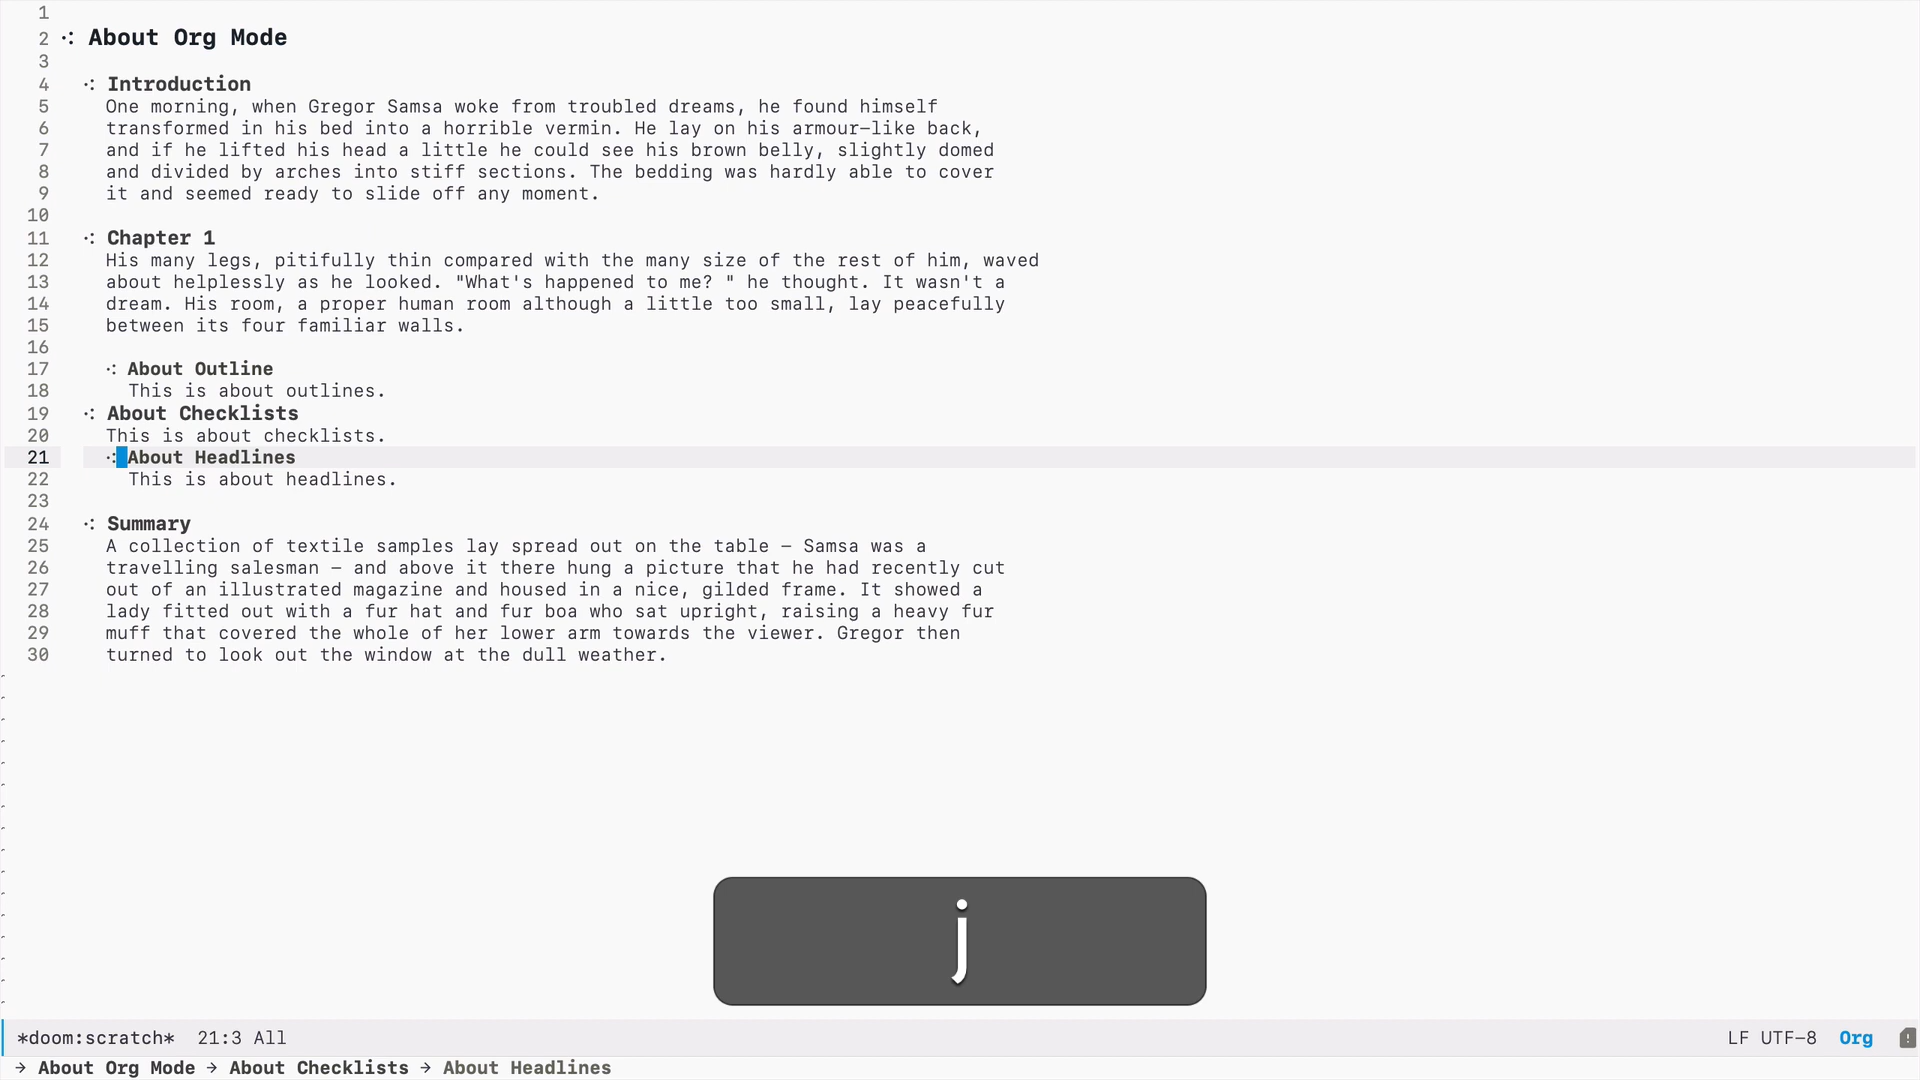 1
2 ⁖ About Org Mode
3
4 ⁖ Introduction
5 One morning, when Gregor Samsa woke from troubled dreams, he found himself
6 transformed in his bed into a horrible vermin. He lay on his armour-like back,
7 and if he lifted his head a little he could see his brown belly, slightly domed
8 and divided by arches into stiff sections. The bedding was hardly able to cover
9 it and seemed ready to slide off any moment.
10
11 ⁖ Chapter 1
12 His many legs, pitifully thin compared with the many size of the rest of him, waved
13 about helplessly as he looked. "What's happened to me? " he thought. It wasn't a
14 dream. His room, a proper human room although a little too small, lay peacefully
15 between its four familiar walls.
16
17 ⁖ About Outline
18 This is about outlines.
19 ⁖ About Checklists
20 This is about checklists.
21 ⁖ About Headlines
22 This is about headlines.
23
24 ⁖ Summary
25 A collection of textile samples lay spread out on the table – Samsa was a
26 travelling salesman – and above it there hung a picture that he had recently cut
27 out of an illustrated magazine and housed in a nice, gilded frame. It showed a
28 lady fitted out with a fur hat and fur boa who sat upright, raising a heavy fur
29 muff that covered the whole of her lower arm towards the viewer. Gregor then
30 turned to look out the window at the dull weather.
j
*doom:scratch* 21:3 All LF UTF-8 Org
→ About Org Mode → About Checklists → About Headlines